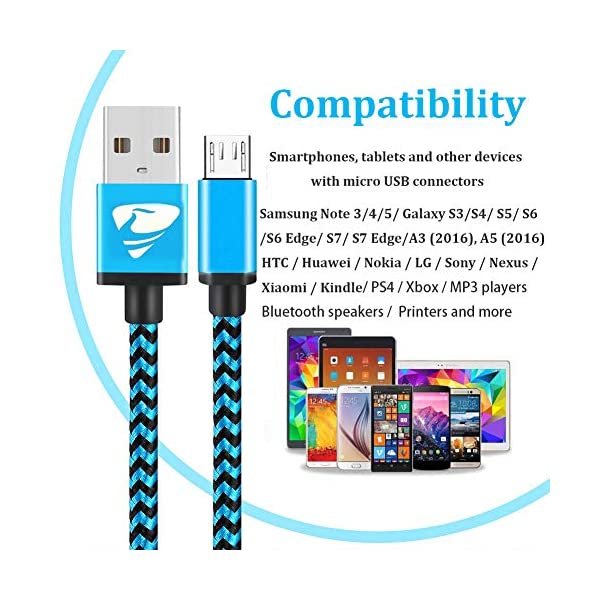 Compatibility
Smartphones, tablets and other devices
with micro USB connectors
Samsung Note 3/4/5/ Galaxy S3/S4/ S5/ S6
/S6 Edge/ S7/ S7 Edge/A3 (2016), A5 (2016)
HTC / Huawei / Nokia / LG / Sony / Nexus /
Xiaomi / Kindle/ PS4 / Xbox / MP3 players
Bluetooth speakers / Printers and more